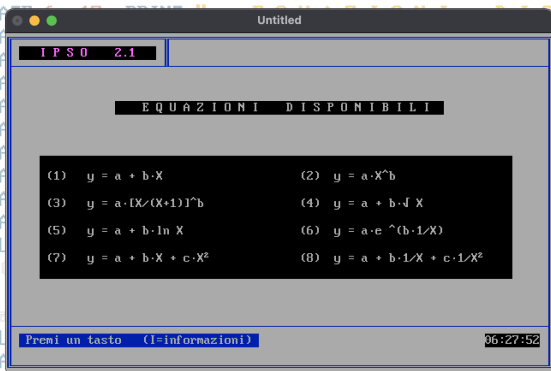 Untitled
I P S O   2.1
E Q U A Z I O N I   D I S P O N I B I L I
(1)  y = a + b·X   (2)  y = a·X^b
(3)  y = a·[X/(X+1)]^b   (4)  y = a + b·√ X
(5)  y = a + b·ln X   (6)  y = a·e ^(b·1/X)
(7)  y = a + b·X + c·X²   (8)  y = a + b·1/X + c·1/X²
Premi un tasto   (I=informazioni)   06:27:52